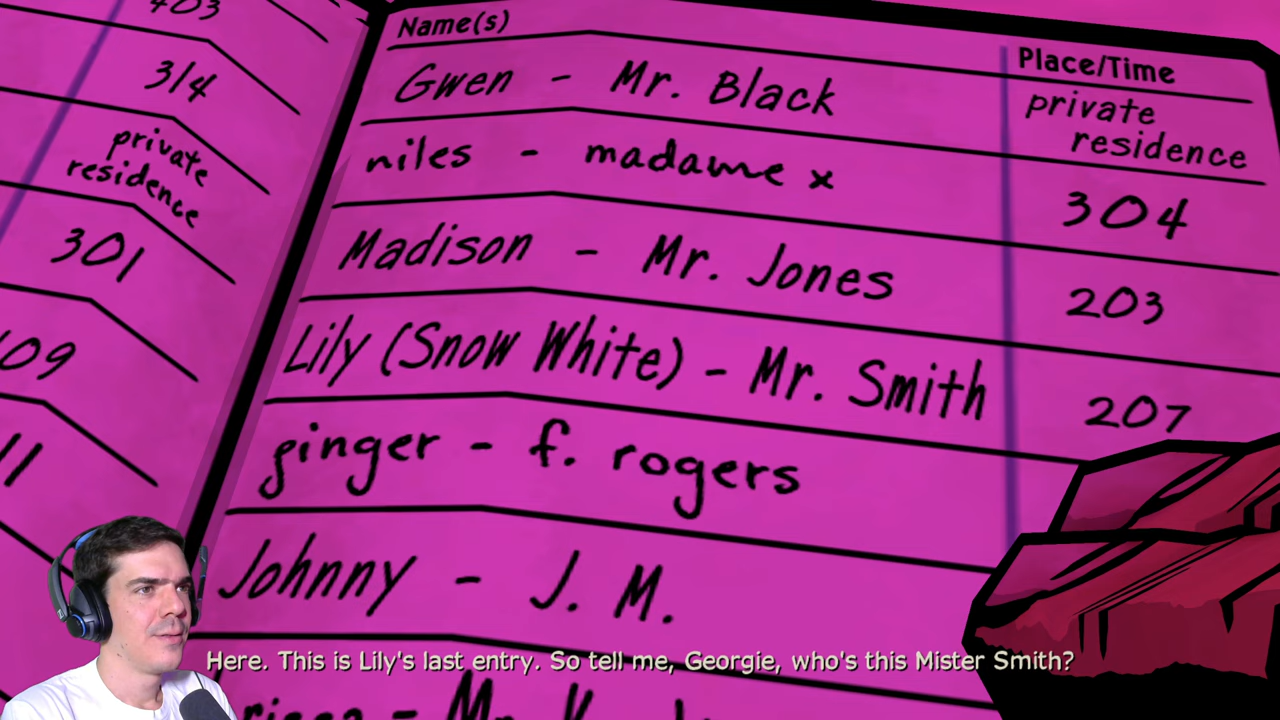 403
3/4
private
residence
301
11
Name(s)
Place/Time
Gwen - Mr. Black
private
residence
niles - madame x
304
Madison - Mr. Jones
203
Lily (Snow White) - Mr. Smith
207
ginger - f. rogers
Johnny - J. M.
Here. This is Lily's last entry. So tell me, Georgie, who's this Mister Smith?